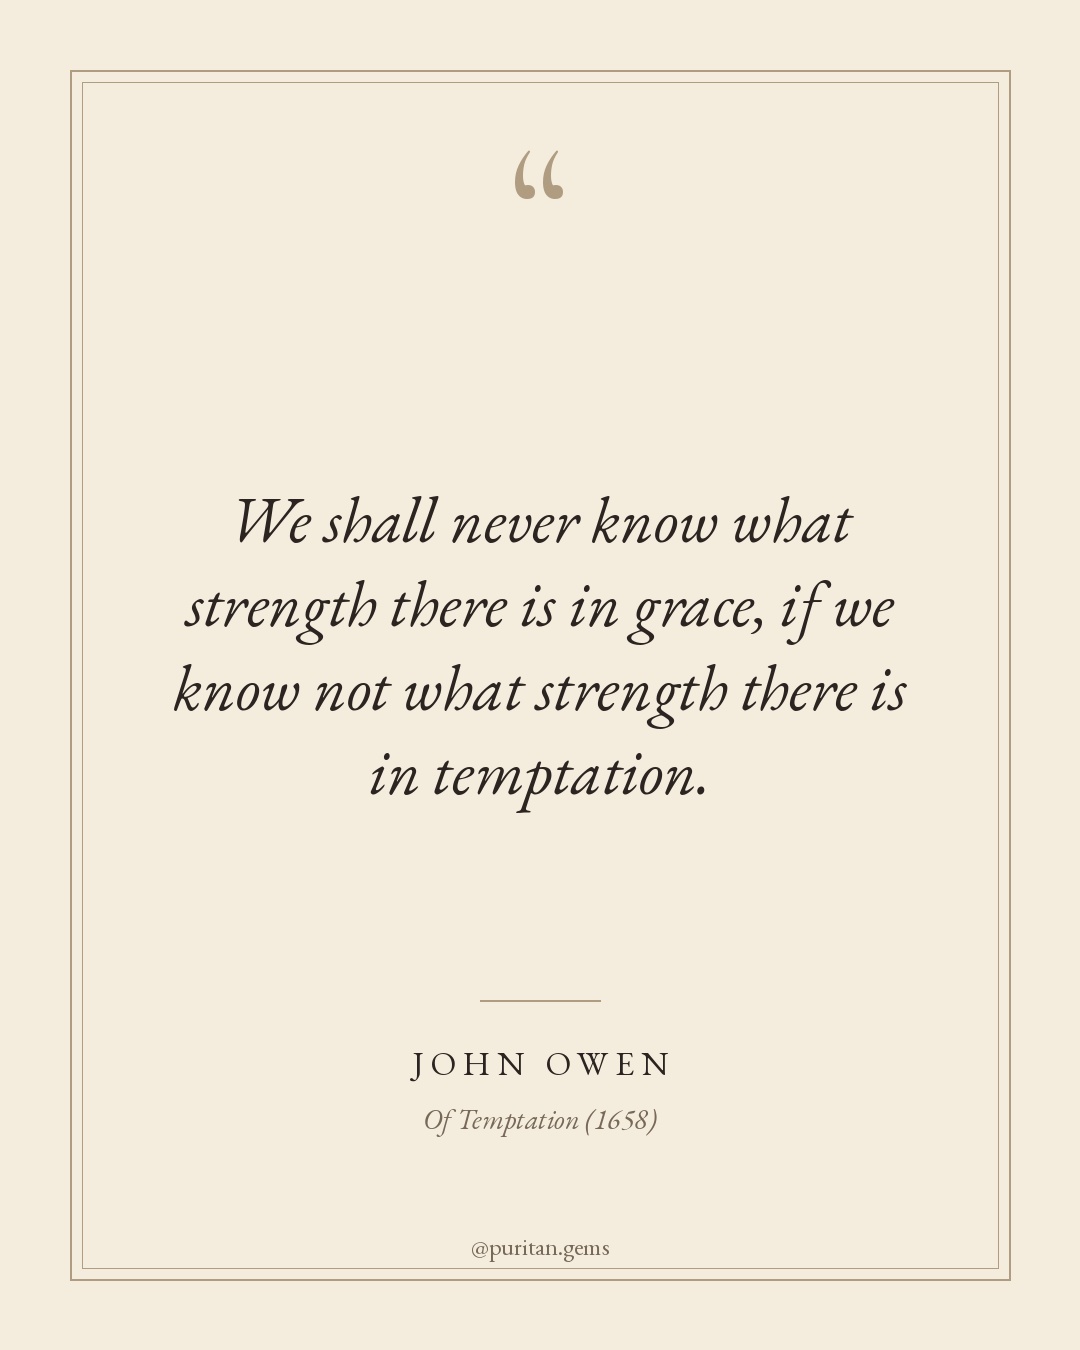 “
We shall never know what
strength there is in grace, if we
know not what strength there is
in temptation.
JOHN OWEN
Of Temptation (1658)
@puritan.gems